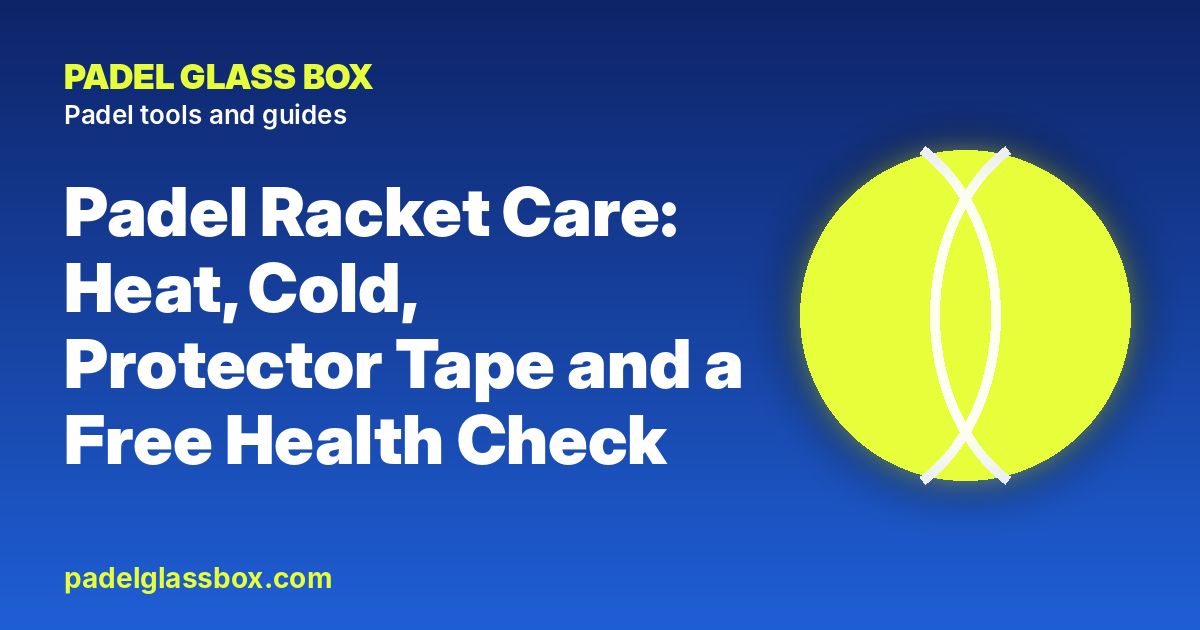 PADEL GLASS BOX
Padel tools and guides
Padel Racket Care:
Heat, Cold,
Protector Tape and a
Free Health Check
padelglassbox.com